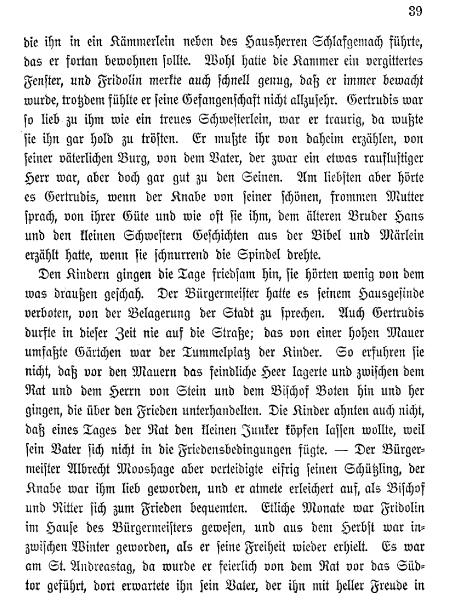 39
die ihn in ein Kämmerlein neben des Hausherren Schlafgemach führte,
das er fortan bewohnen sollte. Wohl hatte die Kammer ein vergittertes
Fenster, und Fridolin merkte auch schnell genug, daß er immer bewacht
wurde, trotzdem fühlte er seine Gefangenschaft nicht allzusehr. Gertrudis war
so lieb zu ihm wie ein treues Schwesterlein, war er traurig, da wußte
sie ihn gar hold zu trösten. Er mußte ihr von daheim erzählen, von
seiner väterlichen Burg, von dem Vater, der zwar ein etwas rauflustiger
Herr war, aber doch gar gut zu den Seinen. Am liebsten aber hörte
es Gertrudis, wenn der Knabe von seiner schönen, frommen Mutter
sprach, von ihrer Güte und wie oft sie ihm, dem älteren Bruder Hans
und den kleinen Schwestern Geschichten aus der Bibel und Märlein
erzählt hatte, wenn sie schnurrend die Spindel drehte.
Den Kindern gingen die Tage friedsam hin, sie hörten wenig von dem
was draußen geschah. Der Bürgermeister hatte es seinem Hausgesinde
verboten, von der Belagerung der Stadt zu sprechen. Auch Gertrudis
durfte in dieser Zeit nie auf die Straße; das von einer hohen Mauer
umfaßte Gärtchen war der Tummelplatz der Kinder. So erfuhren sie
nicht, daß vor den Mauern das feindliche Heer lagerte und zwischen dem
Rat und dem Herrn von Stein und dem Bischof Boten hin und her
gingen, die über den Frieden unterhandelten. Die Kinder ahnten auch nicht,
daß eines Tages der Rat den kleinen Junker köpfen lassen wollte, weil
sein Vater sich nicht in die Friedensbedingungen fügte. — Der Bürger-
meister Albrecht Mooshage aber verteidigte eifrig seinen Schützling, der
Knabe war ihm lieb geworden, und er atmete erleichert auf, als Bischof
und Ritter sich zum Frieden bequemten. Etliche Monate war Fridolin
im Hause des Bürgermeisters gewesen, und aus dem Herbst war in-
zwischen Winter geworden, als er seine Freiheit wieder erhielt. Es war
am St. Andreastag, da wurde er feierlich von dem Rat vor das Süd-
tor geführt, dort erwartete ihn sein Vater, der ihn mit heller Freude in